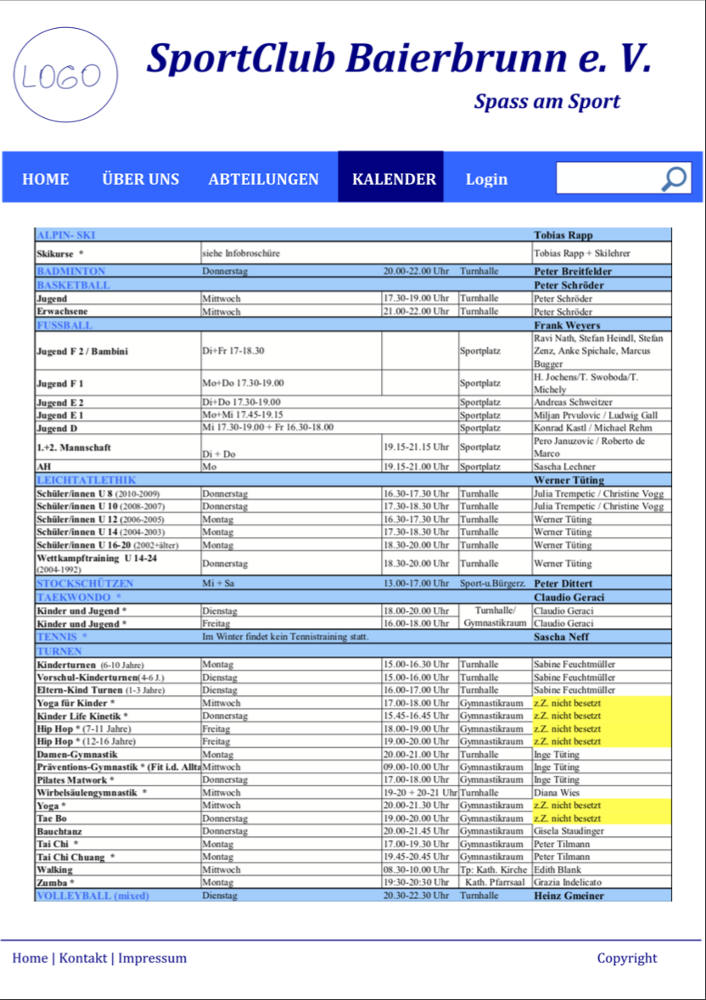 LOGO
SportClub Baierbrunn e. V.
Spass am Sport
HOME ÜBER UNS ABTEILUNGEN KALENDER Login
ALPIN- SKI Tobias Rapp
Skikurse * siehe Infobroschüre Tobias Rapp + Skilehrer
BADMINTON Donnerstag 20.00-22.00 Uhr Turnhalle Peter Breitfelder
BASKETBALL Peter Schröder
Jugend Mittwoch 17.30-19.00 Uhr Turnhalle Peter Schröder
Erwachsene Mittwoch 21.00-22.00 Uhr Turnhalle Peter Schröder
FUSSBALL Frank Weyers
Ravi Nath, Stefan Heindl, Stefan
Jugend F 2 / Bambini Di+Fr 17-18.30 Sportplatz Zenz, Anke Spichale, Marcus
Bugger
Jugend F 1 Mo+Do 17.30-19.00 Sportplatz H. Jochens/T. Swoboda/T.
Michely
Jugend E 2 Di+Do 17.30-19.00 Sportplatz Andreas Schweitzer
Jugend E 1 Mo+Mi 17.45-19.15 Sportplatz Miljan Prvulovic / Ludwig Gall
Jugend D Mi 17.30-19.00 + Fr 16.30-18.00 Sportplatz Konrad Kastl / Michael Rehm
1.+2. Mannschaft Di + Do 19.15-21.15 Uhr Sportplatz Pero Januzovic / Roberto de
Marco
AH Mo 19.15-21.00 Uhr Sportplatz Sascha Lechner
LEICHTATLETHIK Werner Tüting
Schüler/innen U 8 (2010-2009) Donnerstag 16.30-17.30 Uhr Turnhalle Julia Trempetic / Christine Vogg
Schüler/innen U 10 (2008-2007) Donnerstag 17.30-18.30 Uhr Turnhalle Julia Trempetic / Christine Vogg
Schüler/innen U 12 (2006-2005) Montag 16.30-17.30 Uhr Turnhalle Werner Tüting
Schüler/innen U 14 (2004-2003) Montag 17.30-18.30 Uhr Turnhalle Werner Tüting
Schüler/innen U 16-20 (2002+älter) Montag 18.30-20.00 Uhr Turnhalle Werner Tüting
Wettkampftraining U 14-24 Donnerstag 18.30-20.00 Uhr Turnhalle Werner Tüting
(2004-1992)
STOCKSCHÜTZEN Mi + Sa 13.00-17.00 Uhr Sport-u.Bürgerz. Peter Dittert
TAEKWONDO * Claudio Geraci
Kinder und Jugend * Dienstag 18.00-20.00 Uhr Turnhalle/ Claudio Geraci
Kinder und Jugend * Freitag 16.00-18.00 Uhr Gymnastikraum Claudio Geraci
TENNIS * Im Winter findet kein Tennistraining statt. Sascha Neff
TURNEN
Kinderturnen (6-10 Jahre) Montag 15.00-16.30 Uhr Turnhalle Sabine Feuchtmüller
Vorschul-Kinderturnen(4-6 J.) Dienstag 15.00-16.00 Uhr Turnhalle Sabine Feuchtmüller
Eltern-Kind Turnen (1-3 Jahre) Dienstag 16.00-17.00 Uhr Turnhalle Sabine Feuchtmüller
Yoga für Kinder * Mittwoch 17.00-18.00 Uhr Gymnastikraum z.Z. nicht besetzt
Kinder Life Kinetik * Donnerstag 15.45-16.45 Uhr Gymnastikraum z.Z. nicht besetzt
Hip Hop * (7-11 Jahre) Freitag 18.00-19.00 Uhr Gymnastikraum z.Z. nicht besetzt
Hip Hop * (12-16 Jahre) Freitag 19.00-20.00 Uhr Gymnastikraum z.Z. nicht besetzt
Damen-Gymnastik Montag 20.00-21.00 Uhr Turnhalle Inge Tüting
Präventions-Gymnastik * (Fit i.d. Allta Mittwoch 09.00-10.00 Uhr Gymnastikraum Inge Tüting
Pilates Matwork * Donnerstag 17.00-18.00 Uhr Gymnastikraum Inge Tüting
Wirbelsäulengymnastik * Mittwoch 19-20 + 20-21 Uhr Turnhalle Diana Wies
Yoga * Mittwoch 20.00-21.30 Uhr Gymnastikraum z.Z. nicht besetzt
Tae Bo Donnerstag 19.00-20.00 Uhr Gymnastikraum z.Z. nicht besetzt
Bauchtanz Donnerstag 20.00-21.45 Uhr Gymnastikraum Gisela Staudinger
Tai Chi * Montag 17.00-19.30 Uhr Gymnastikraum Peter Tilmann
Tai Chi Chuang * Montag 19.45-20.45 Uhr Gymnastikraum Peter Tilmann
Walking Mittwoch 08.30-10.00 Uhr Tp: Kath. Kirche Edith Blank
Zumba * Montag 19:30-20:30 Uhr Kath. Pfarrsaal Grazia Indelicato
VOLLEYBALL (mixed) Dienstag 20.30-22.30 Uhr Turnhalle Heinz Gmeiner
Home | Kontakt | Impressum Copyright